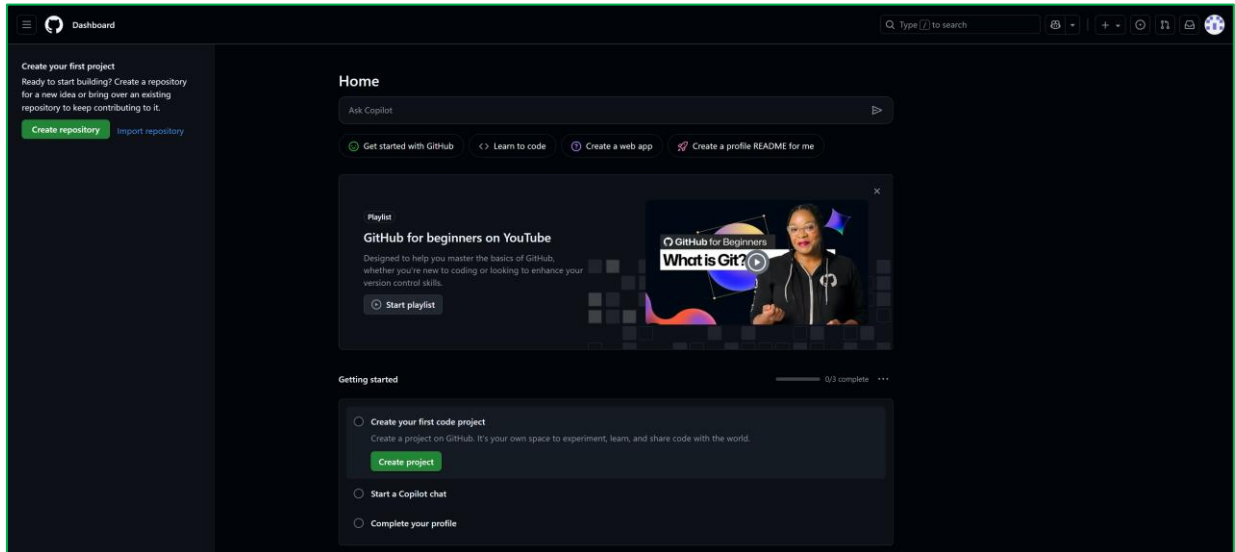 Dashboard
Type / to search
Create your first project
Ready to start building? Create a repository
for a new idea or bring over an existing
repository to keep contributing to it.
Create repository
Import repository
Home
Ask Copilot
Get started with GitHub
<> Learn to code
Create a web app
Create a profile README for me
Playlist
GitHub for beginners on YouTube
Designed to help you master the basics of GitHub,
whether you're new to coding or looking to enhance your
version control skills.
Start playlist
GitHub for Beginners
What is Git?
Getting started
0/3 complete
Create your first code project
Create a project on GitHub. It's your own space to experiment, learn, and share code with the world.
Create project
Start a Copilot chat
Complete your profile